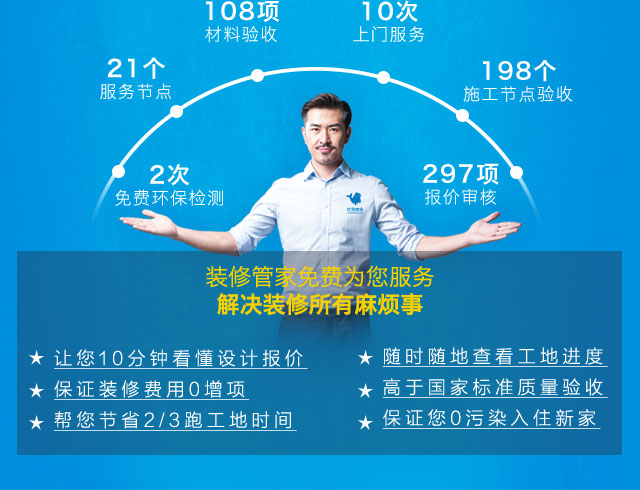 108项
材料验收
10次
上门服务
21个
服务节点
198个
施工节点验收
2次
免费环保检测
297项
报价审核
装修管家免费为您服务
解决装修所有麻烦事
★ 让您10分钟看懂设计报价
★ 保证装修费用0增项
★ 帮您节省2/3跑工地时间
★ 随时随地查看工地进度
★ 高于国家标准质量验收
★ 保证您0污染入住新家